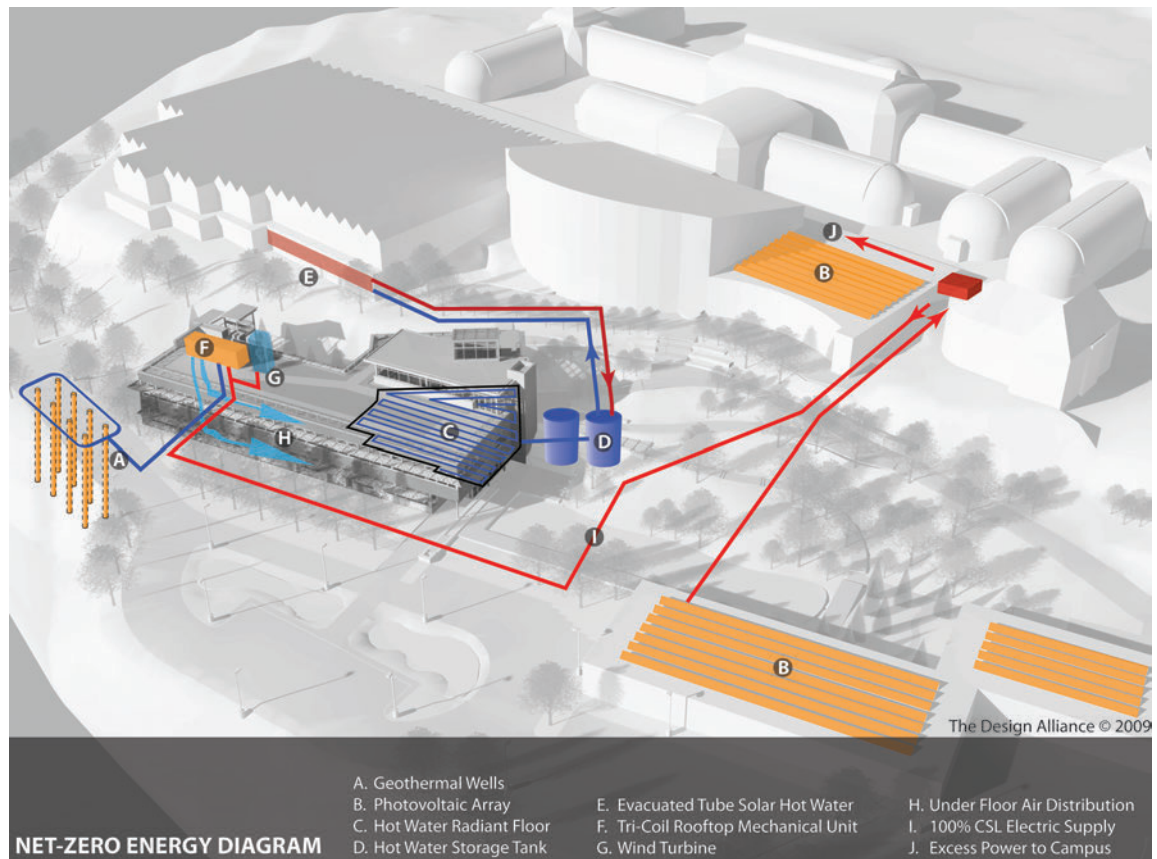 J
B
E
F
G
C
H
D
A
I
B
The Design Alliance © 2009
NET-ZERO ENERGY DIAGRAM
A. Geothermal Wells
B. Photovoltaic Array
C. Hot Water Radiant Floor
D. Hot Water Storage Tank
E. Evacuated Tube Solar Hot Water
F. Tri-Coil Rooftop Mechanical Unit
G. Wind Turbine
H. Under Floor Air Distribution
I. 100% CSL Electric Supply
J. Excess Power to Campus